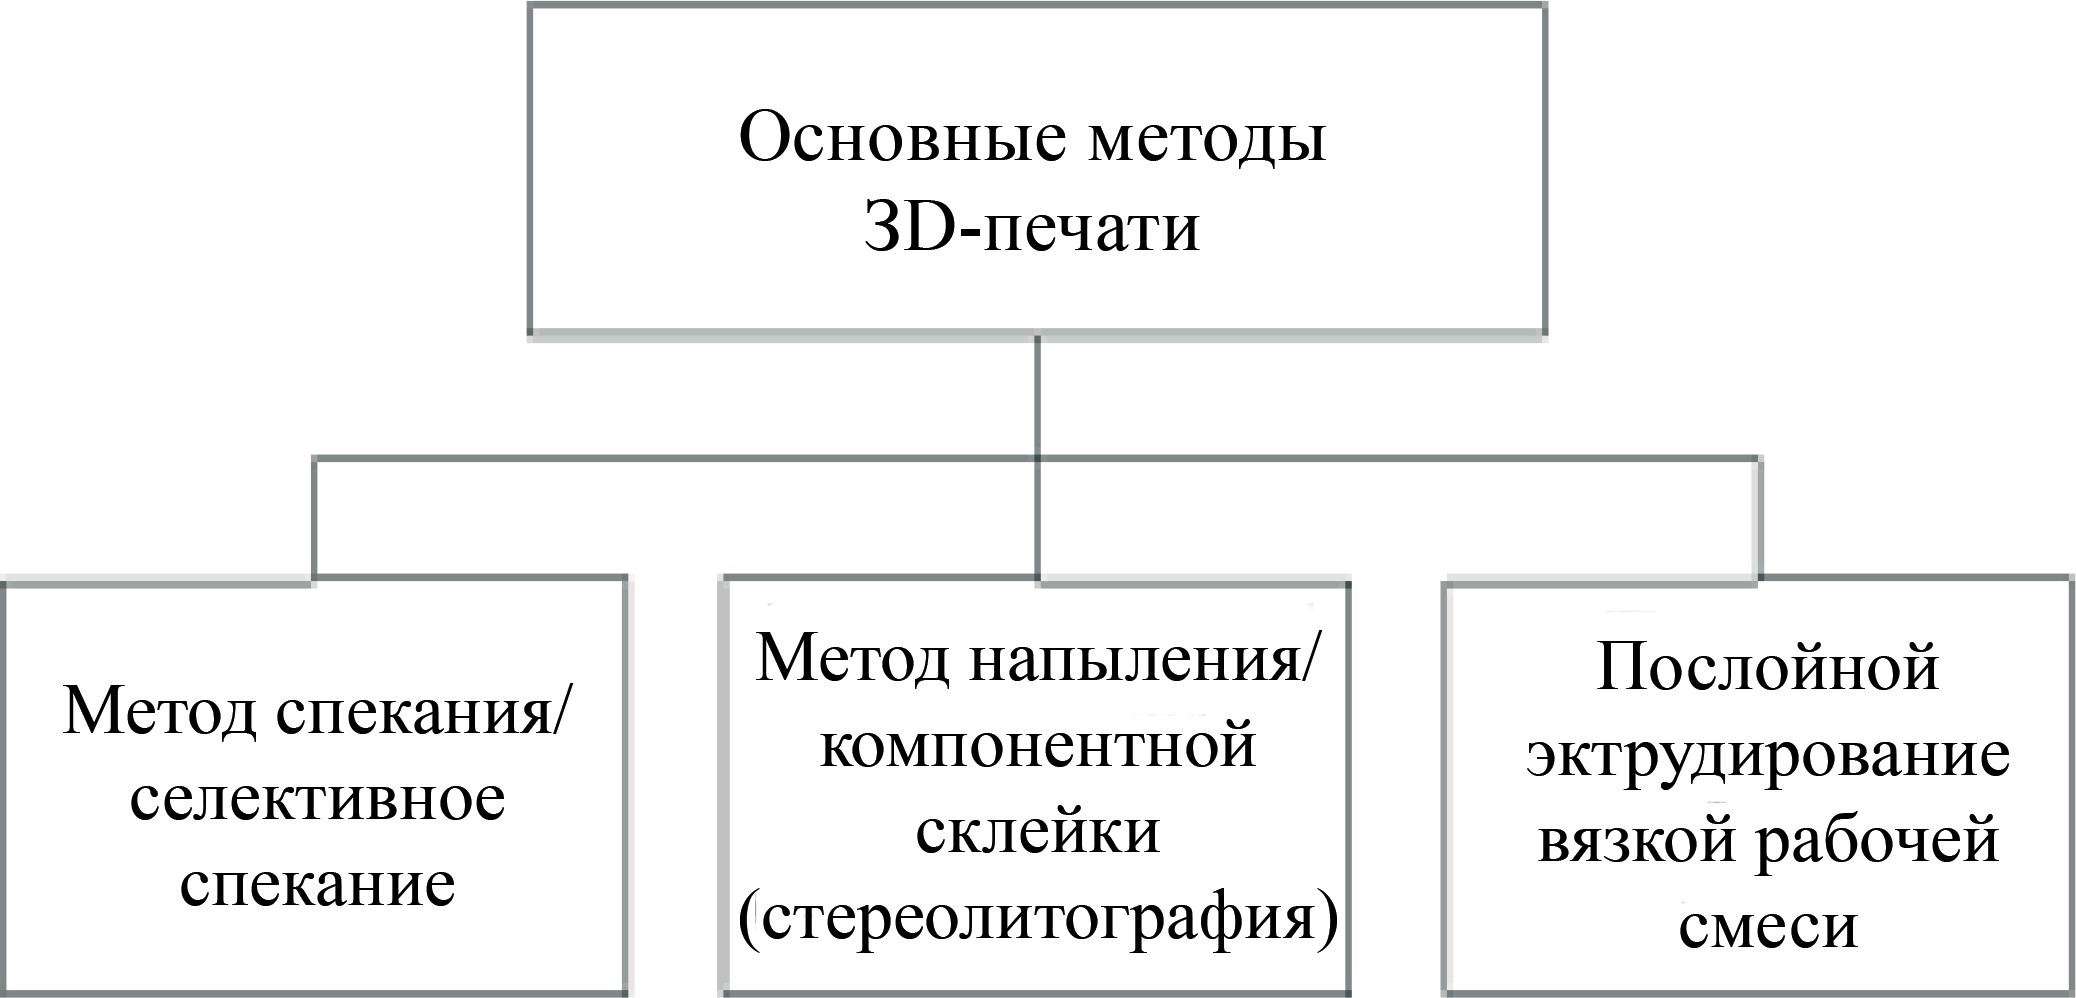 Основные методы
3D-печати
Метод спекания/
селективное
спекание
Метод напыления/
компонентной
склейки
(стереолитография)
Послойной
эктрудирование
вязкой рабочей
смеси